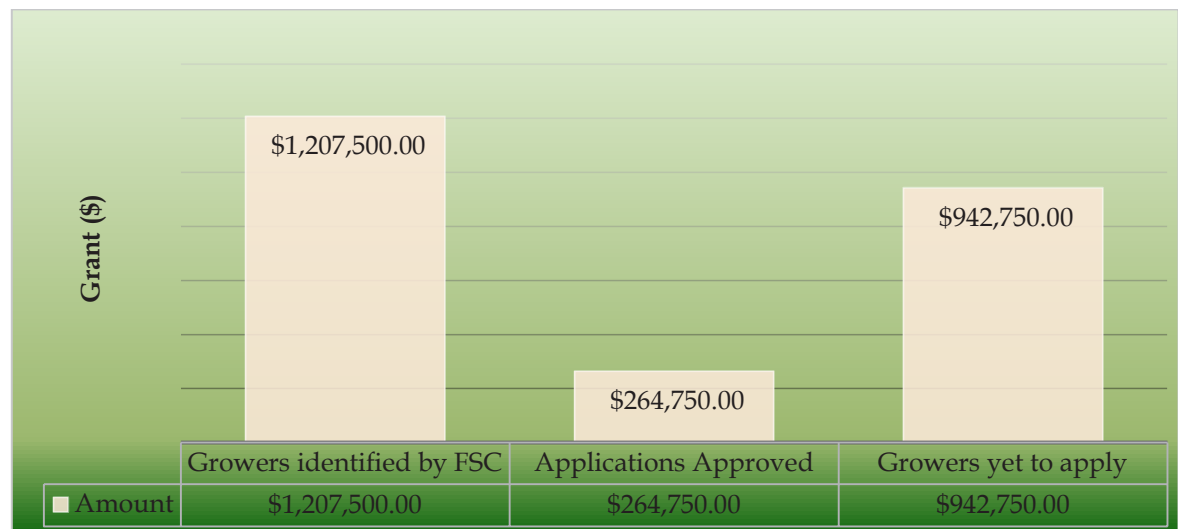 Grant ($)
$1,207,500.00
$264,750.00
$942,750.00
Growers identified by FSC Applications Approved Growers yet to apply
Amount $1,207,500.00 $264,750.00 $942,750.00